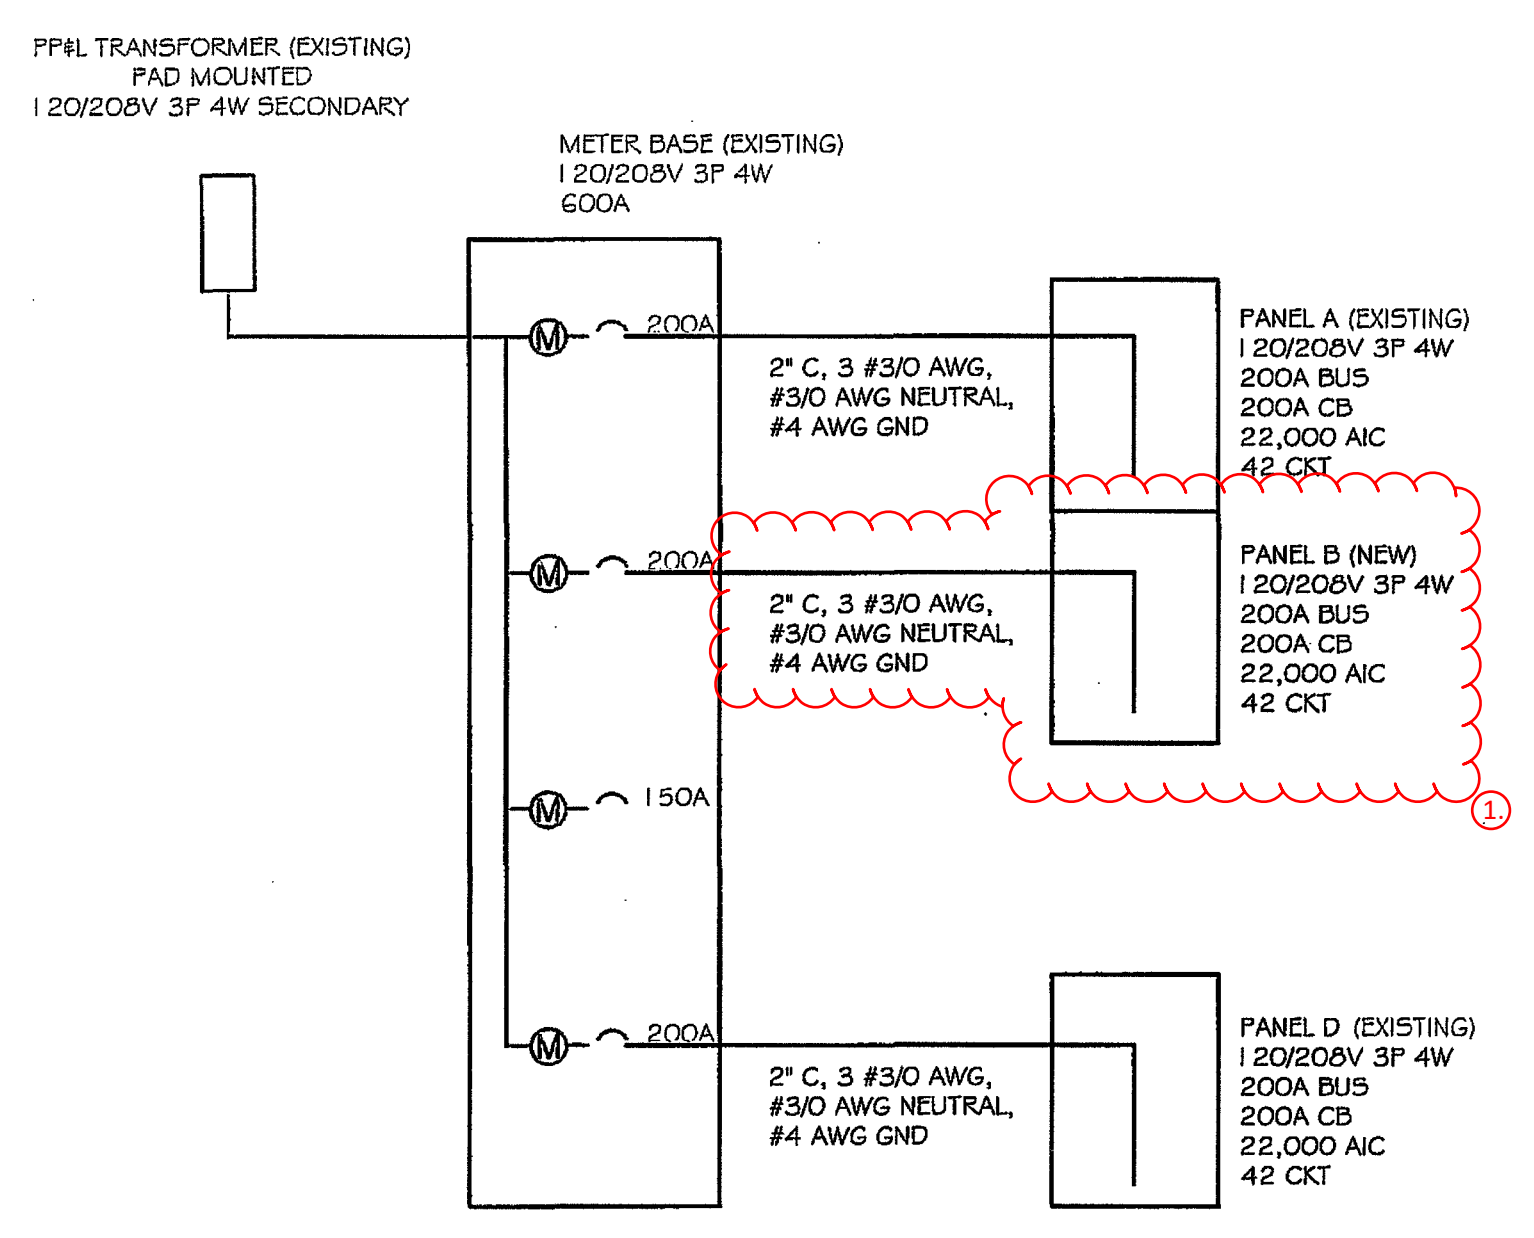 PP&L TRANSFORMER (EXISTING)
PAD MOUNTED
120/208V 3P 4W SECONDARY
METER BASE (EXISTING)
120/208V 3P 4W
600A
M
200A
2" C, 3 #3/0 AWG,
#3/0 AWG NEUTRAL,
#4 AWG GND
PANEL A (EXISTING)
120/208V 3P 4W
200A BUS
200A CB
22,000 AIC
42 CKT
M
200A
2" C, 3 #3/0 AWG,
#3/0 AWG NEUTRAL,
#4 AWG GND
PANEL B (NEW)
120/208V 3P 4W
200A BUS
200A CB
22,000 AIC
42 CKT
M
150A
1.
M
200A
2" C, 3 #3/0 AWG,
#3/0 AWG NEUTRAL,
#4 AWG GND
PANEL D (EXISTING)
120/208V 3P 4W
200A BUS
200A CB
22,000 AIC
42 CKT